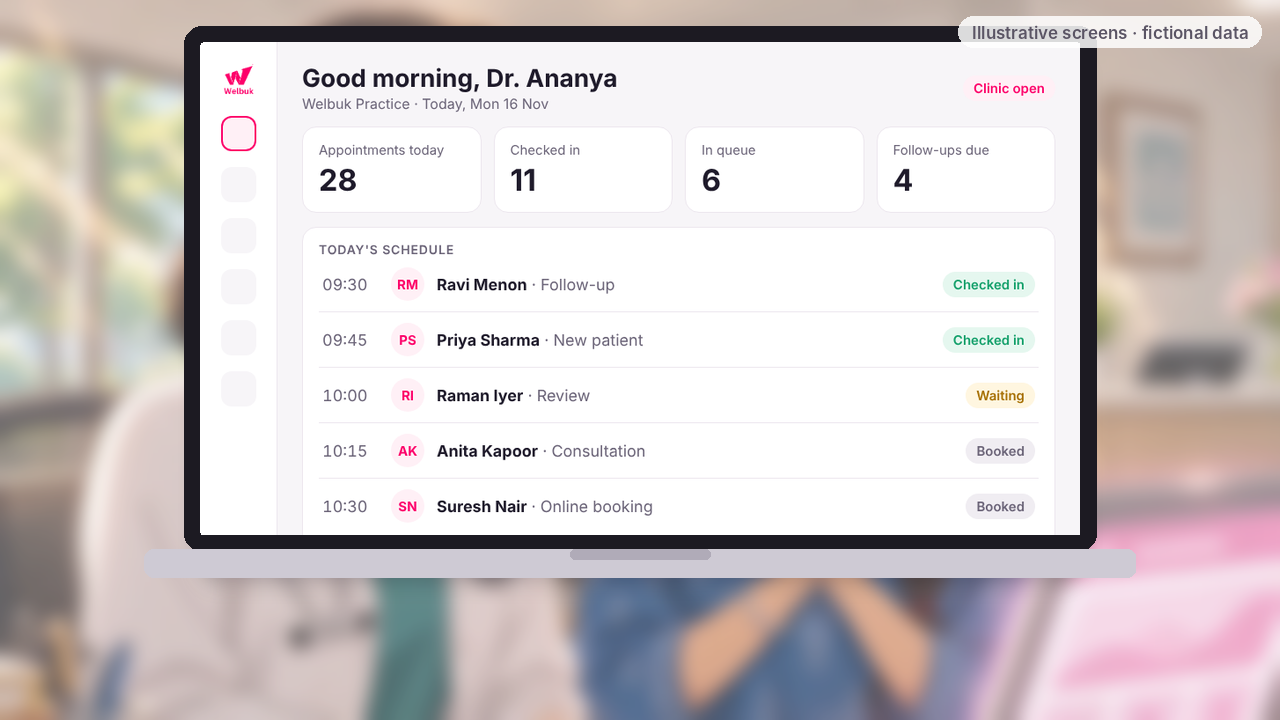 Illustrative screens · fictional data
Welbuk
Good morning, Dr. Ananya
Welbuk Practice · Today, Mon 16 Nov
Clinic open
Appointments today
28
Checked in
11
In queue
6
Follow-ups due
4
TODAY'S SCHEDULE
09:30 RM Ravi Menon · Follow-up Checked in
09:45 PS Priya Sharma · New patient Checked in
10:00 RI Raman Iyer · Review Waiting
10:15 AK Anita Kapoor · Consultation Booked
10:30 SN Suresh Nair · Online booking Booked